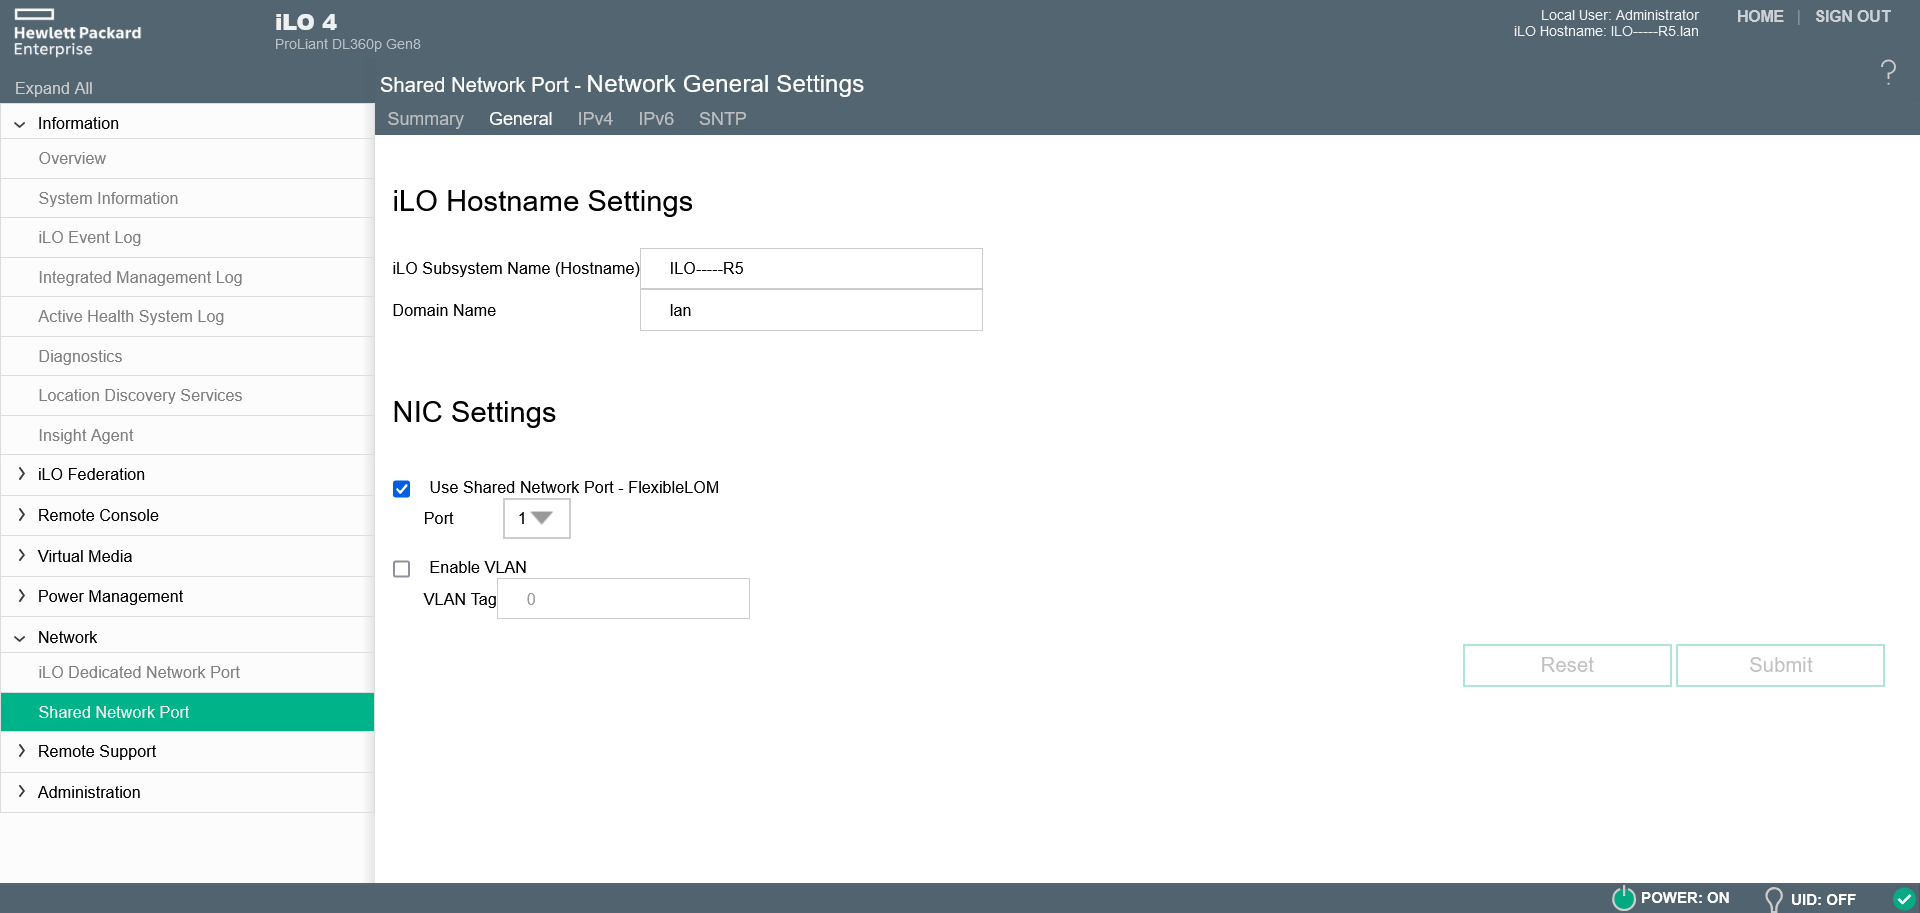 Hewlett Packard
Enterprise
iLO 4
ProLiant DL360p Gen8
Local User: Administrator
iLO Hostname: ILO-----R5.lan
HOME | SIGN OUT
?
Expand All
Shared Network Port - Network General Settings
Summary General IPv4 IPv6 SNTP
Information
Overview
System Information
iLO Event Log
Integrated Management Log
Active Health System Log
Diagnostics
Location Discovery Services
Insight Agent
iLO Federation
Remote Console
Virtual Media
Power Management
Network
iLO Dedicated Network Port
Shared Network Port
Remote Support
Administration
iLO Hostname Settings
iLO Subsystem Name (Hostname) ILO-----R5
Domain Name lan
NIC Settings
Use Shared Network Port - FlexibleLOM
Port 1
Enable VLAN
VLAN Tag 0
Reset Submit
POWER: ON UID: OFF